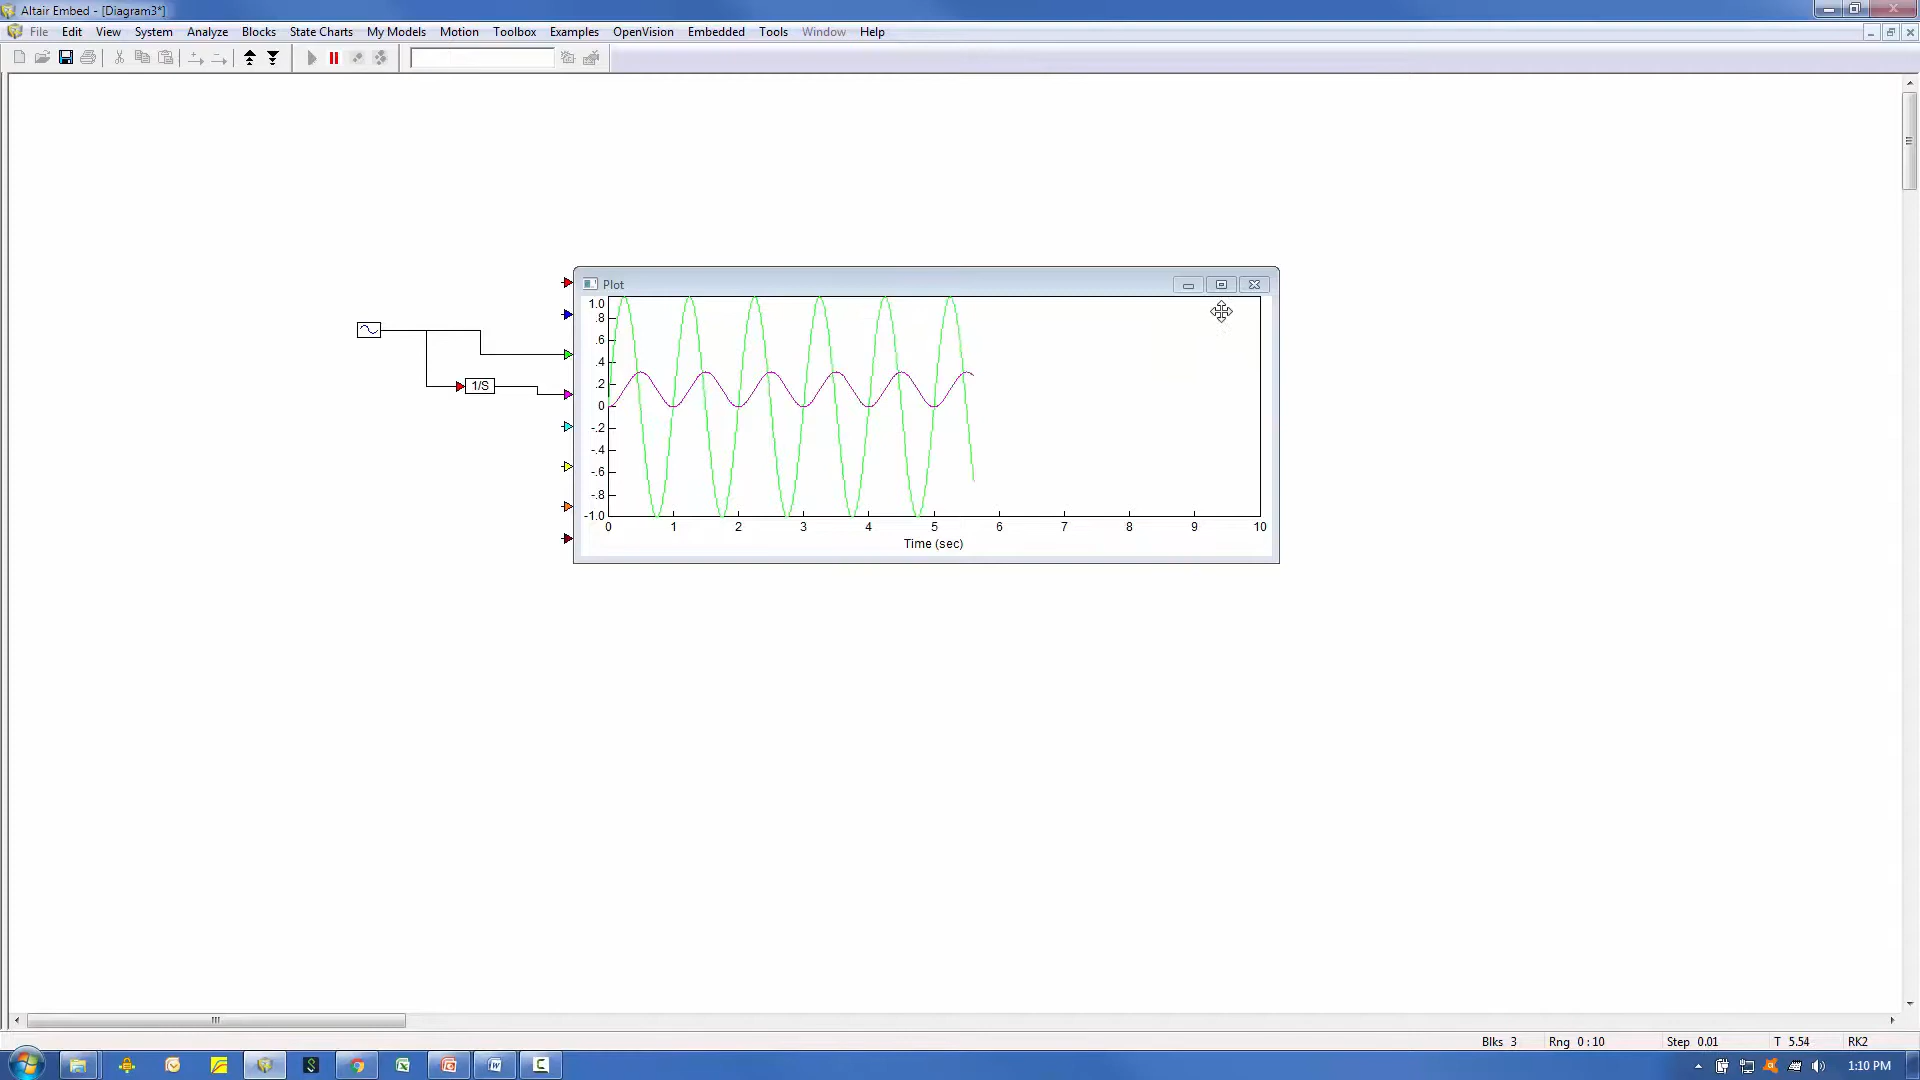 Altair Embed - [Diagram3*]
File Edit View System Analyze Blocks State Charts My Models Motion Toolbox Examples OpenVision Embedded Tools Window Help
Plot
1.0
.8
.6
.4
.2
0
-.2
-.4
-.6
-.8
-1.0
1/S
0 1 2 3 4 5 6 7 8 9 10
Time (sec)
Blks 3 Rng 0:10 Step 0.01 T 5.54 RK2
1:10 PM